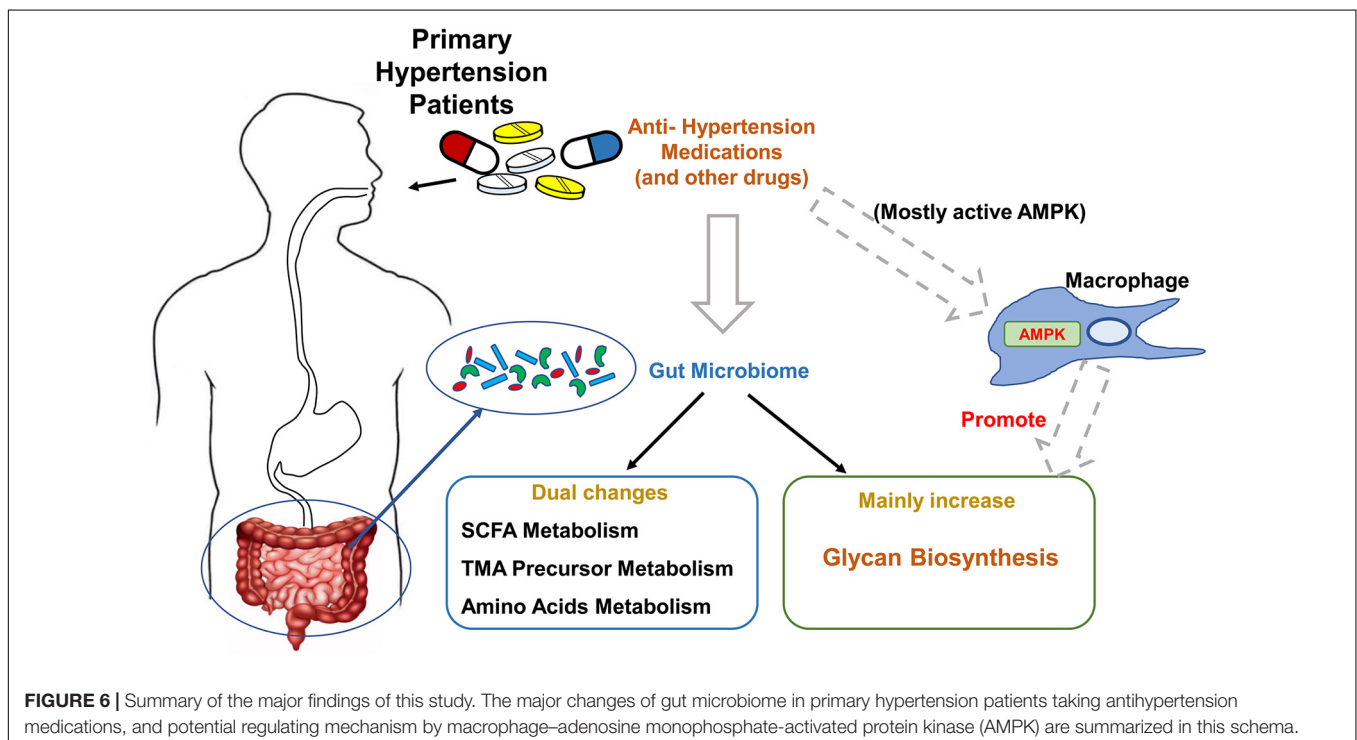 Primary
Hypertension
Patients
Anti- Hypertension
Medications
(and other drugs)
(Mostly active AMPK)
Macrophage
AMPK
Gut Microbiome
Promote
Dual changes
SCFA Metabolism
TMA Precursor Metabolism
Amino Acids Metabolism
Mainly increase
Glycan Biosynthesis
FIGURE 6 | Summary of the major findings of this study. The major changes of gut microbiome in primary hypertension patients taking antihypertension
medications, and potential regulating mechanism by macrophage–adenosine monophosphate-activated protein kinase (AMPK) are summarized in this schema.